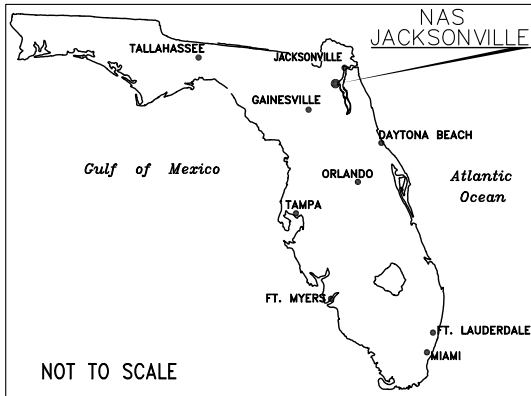 NAS
JACKSONVILLE
TALLAHASSEE
JACKSONVILLE
GAINESVILLE
DAYTONA BEACH
Gulf of Mexico
ORLANDO
Atlantic
Ocean
TAMPA
FT. MYERS
FT. LAUDERDALE
MIAMI
NOT TO SCALE